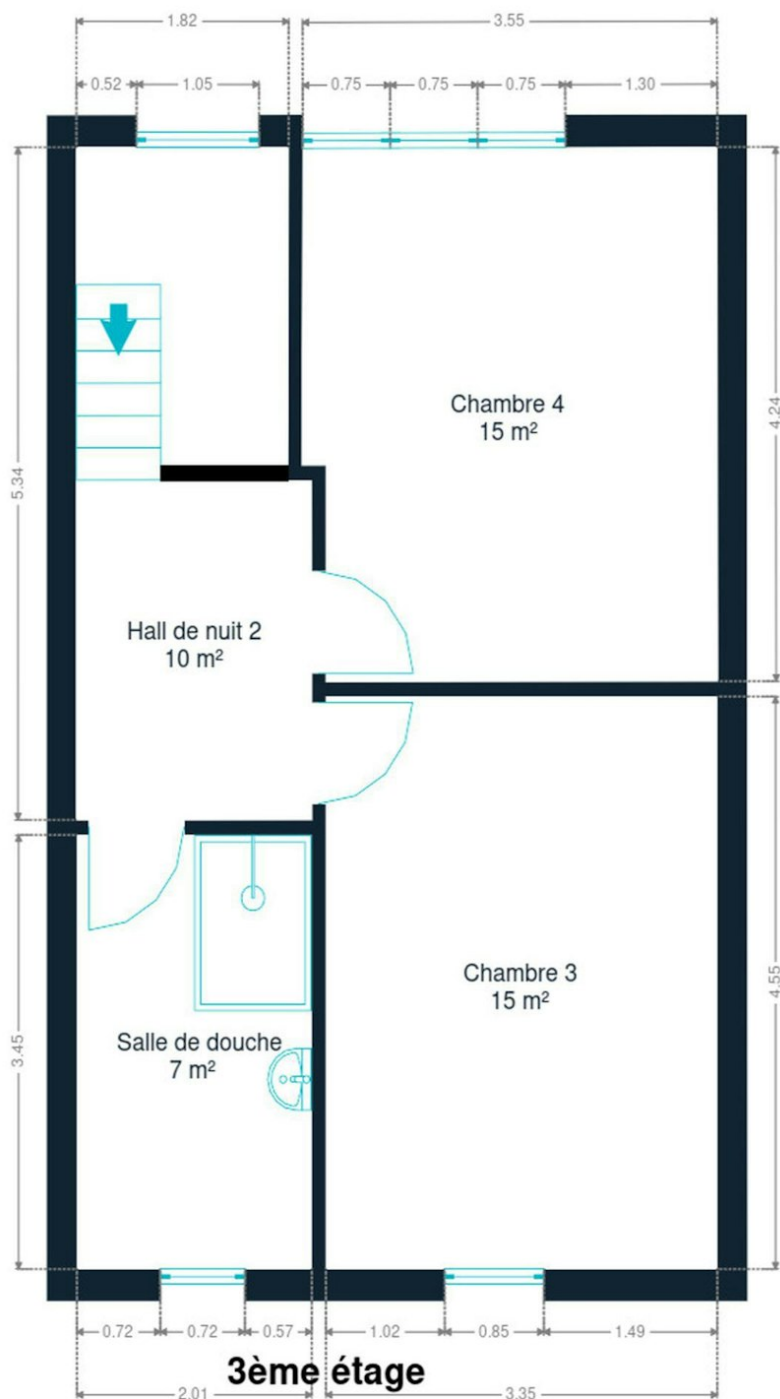 1.82 3.55
0.52 1.05 0.75 0.75 0.75 1.30
Chambre 4
15 m²
4.24
5.34
Hall de nuit 2
10 m²
Chambre 3
15 m²
4.55
Salle de douche
7 m²
3.45
0.72 0.72 0.57 1.02 0.85 1.49
3ème étage
2.01 3.35